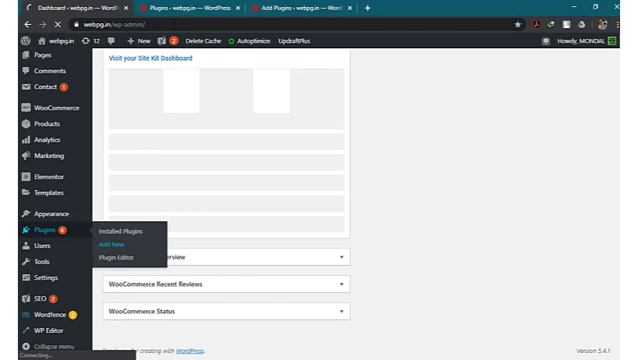 Dashboard ‹ webpg.in — WordPr
Plugins ‹ webpg.in — WordPress
Add Plugins ‹ webpg.in — WordP
webpg.in/wp-admin/
webpg.in
12
+ New
2
Delete Cache
Autoptimize
UpdraftPlus
Howdy, MONDAL
Pages
Comments
Contact 1
WooCommerce
Products
Analytics
Marketing
Elementor
Templates
Appearance
Plugins 6
Users
Tools
Settings
SEO 2
Wordfence 2
WP Editor
Collapse menu
Connecting...
Installed Plugins
Add New
Plugin Editor
Visit your Site Kit Dashboard
erview
WooCommerce Recent Reviews
WooCommerce Status
for creating with WordPress.
Version 5.4.1